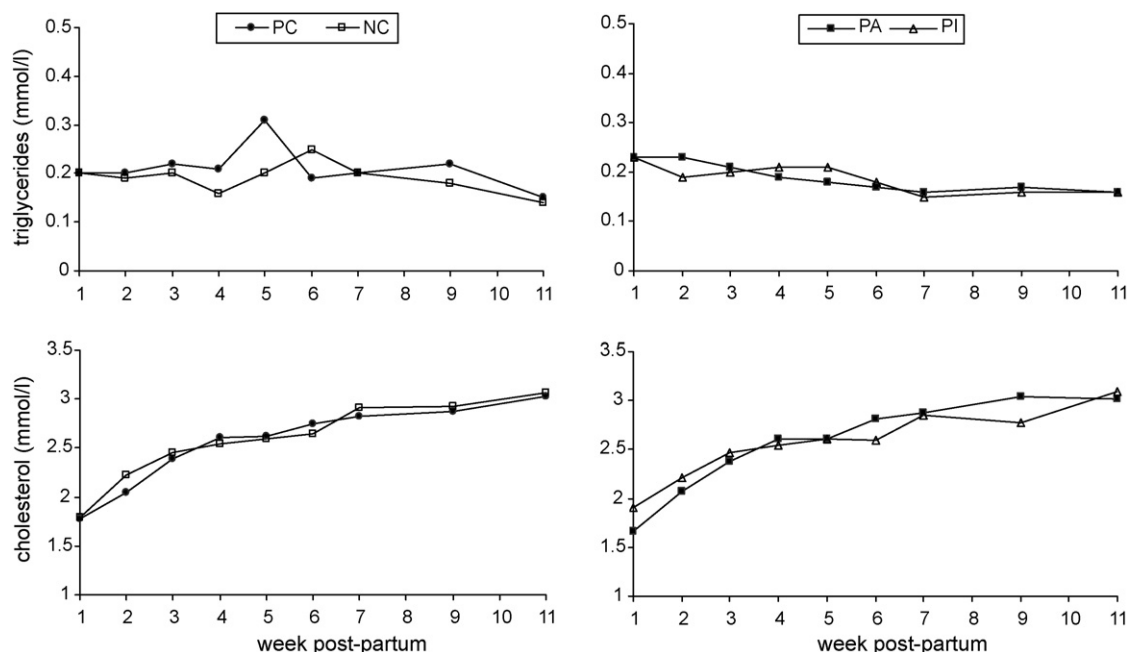 PC NC
triglycerides (mmol/l)
0.5
0.4
0.3
0.2
0.1
0
1 2 3 4 5 6 7 8 9 10 11
PA PI
0.5
0.4
0.3
0.2
0.1
0
1 2 3 4 5 6 7 8 9 10 11
cholesterol (mmol/l)
3.5
3
2.5
2
1.5
1
1 2 3 4 5 6 7 8 9 10 11
week post-partum
3.5
3
2.5
2
1.5
1
1 2 3 4 5 6 7 8 9 10 11
week post-partum